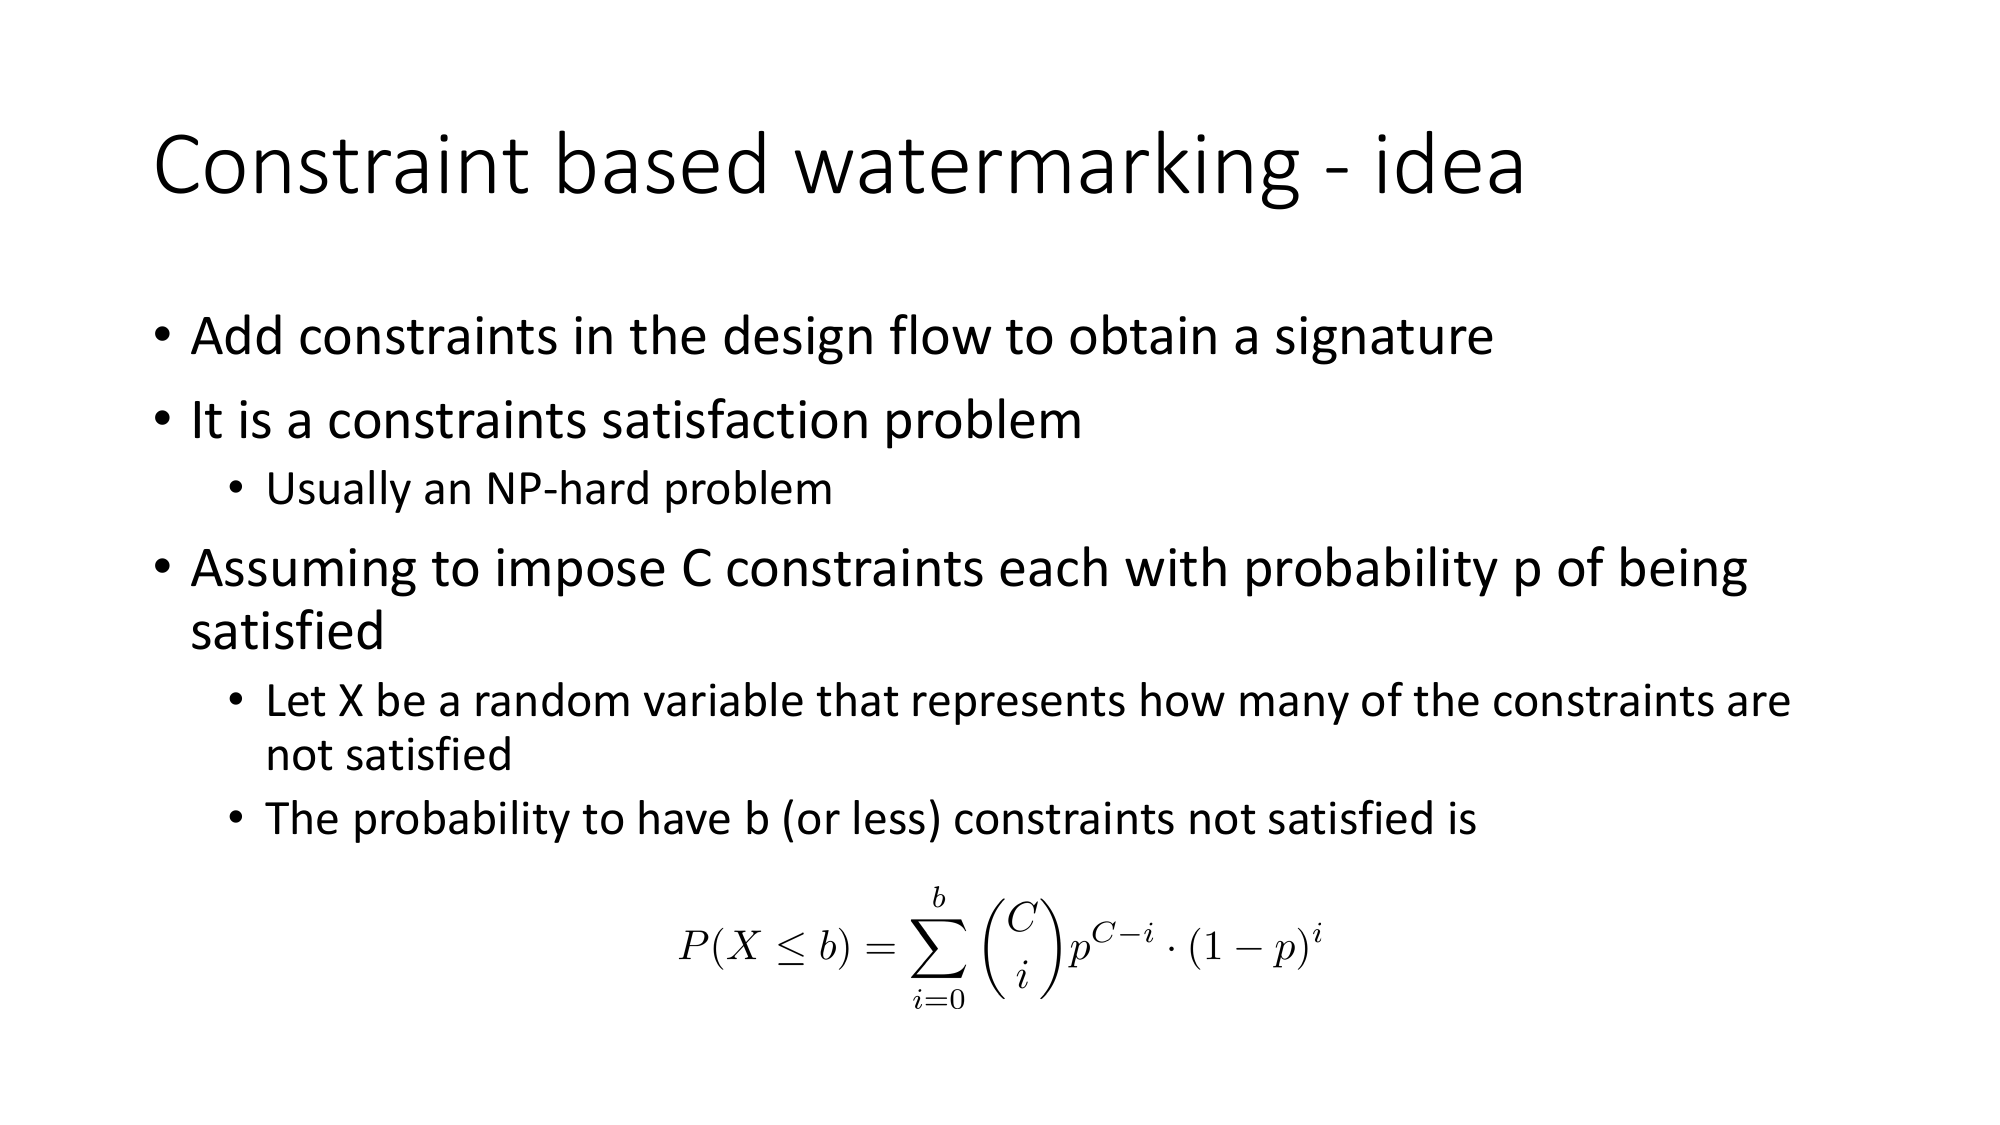 Constraint based watermarking - idea
• Add constraints in the design flow to obtain a signature
• It is a constraints satisfaction problem
• Usually an NP-hard problem
• Assuming to impose C constraints each with probability p of being
satisfied
• Let X be a random variable that represents how many of the constraints are
not satisfied
• The probability to have b (or less) constraints not satisfied is
$P(X \leq b) = \sum_{i=0}^{b} \binom{C}{i} p^{C-i} \cdot (1-p)^i$